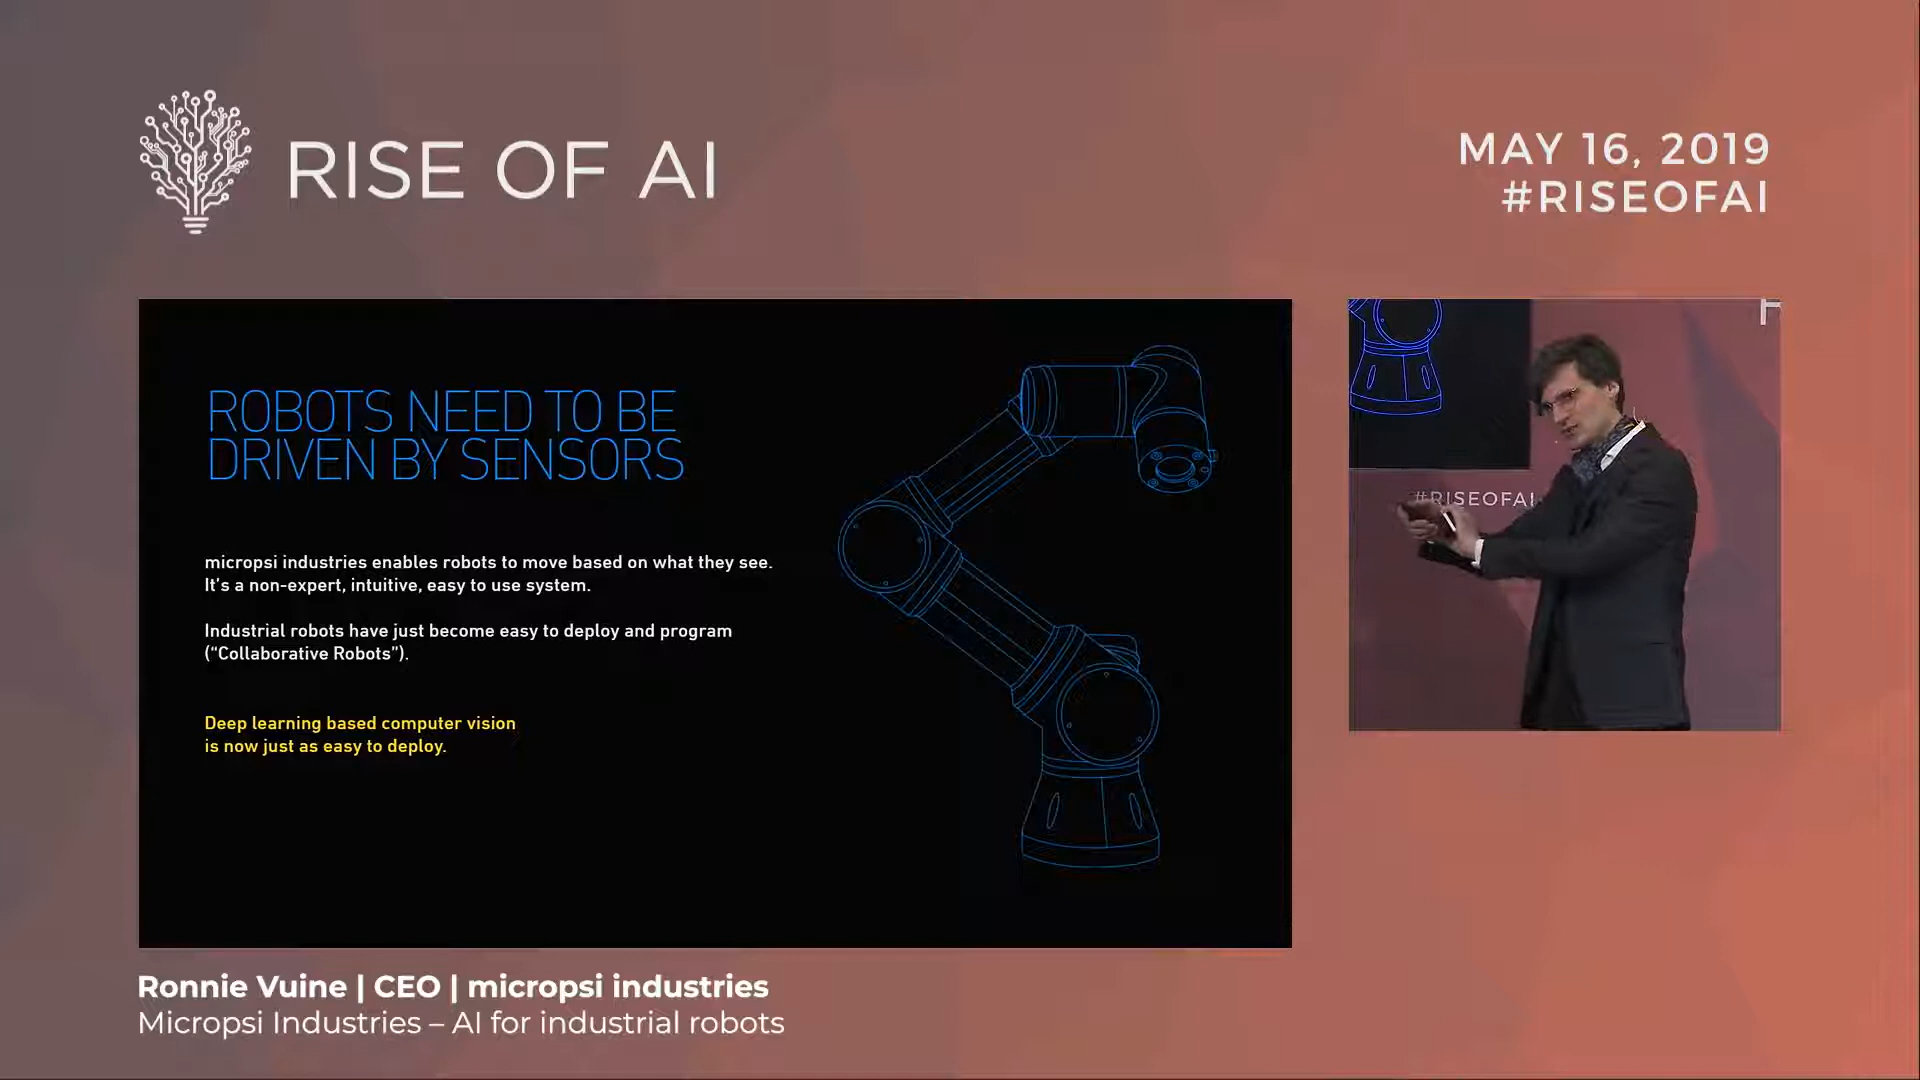 RISE OF AI
MAY 16, 2019
#RISEOFAI
ROBOTS NEED TO BE
DRIVEN BY SENSORS
micropsi industries enables robots to move based on what they see.
It's a non-expert, intuitive, easy to use system.
Industrial robots have just become easy to deploy and program
(“Collaborative Robots”).
Deep learning based computer vision
is now just as easy to deploy.
#RISEOFAI
Ronnie Vuine | CEO | micropsi industries
Micropsi Industries – AI for industrial robots